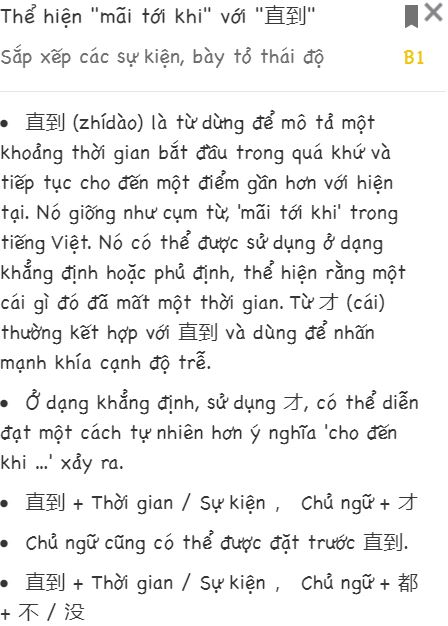 Thể hiện "mãi tới khi" với "直到"
Sắp xếp các sự kiện, bày tỏ thái độ B1
• 直到 (zhídào) là từ dùng để mô tả một
khoảng thời gian bắt đầu trong quá khứ và
tiếp tục cho đến một điểm gần hơn với hiện
tại. Nó giống như cụm từ, 'mãi tới khi' trong
tiếng Việt. Nó có thể được sử dụng ở dạng
khẳng định hoặc phủ định, thể hiện rằng một
cái gì đó đã mất một thời gian. Từ 才 (cái)
thường kết hợp với 直到 và dùng để nhấn
mạnh khía cạnh độ trễ.
• Ở dạng khẳng định, sử dụng 才, có thể diễn
đạt một cách tự nhiên hơn ý nghĩa 'cho đến
khi ...' xảy ra.
• 直到 + Thời gian / Sự kiện ， Chủ ngữ + 才
• Chủ ngữ cũng có thể được đặt trước 直到.
• 直到 + Thời gian / Sự kiện ， Chủ ngữ + 都
+ 不 / 没